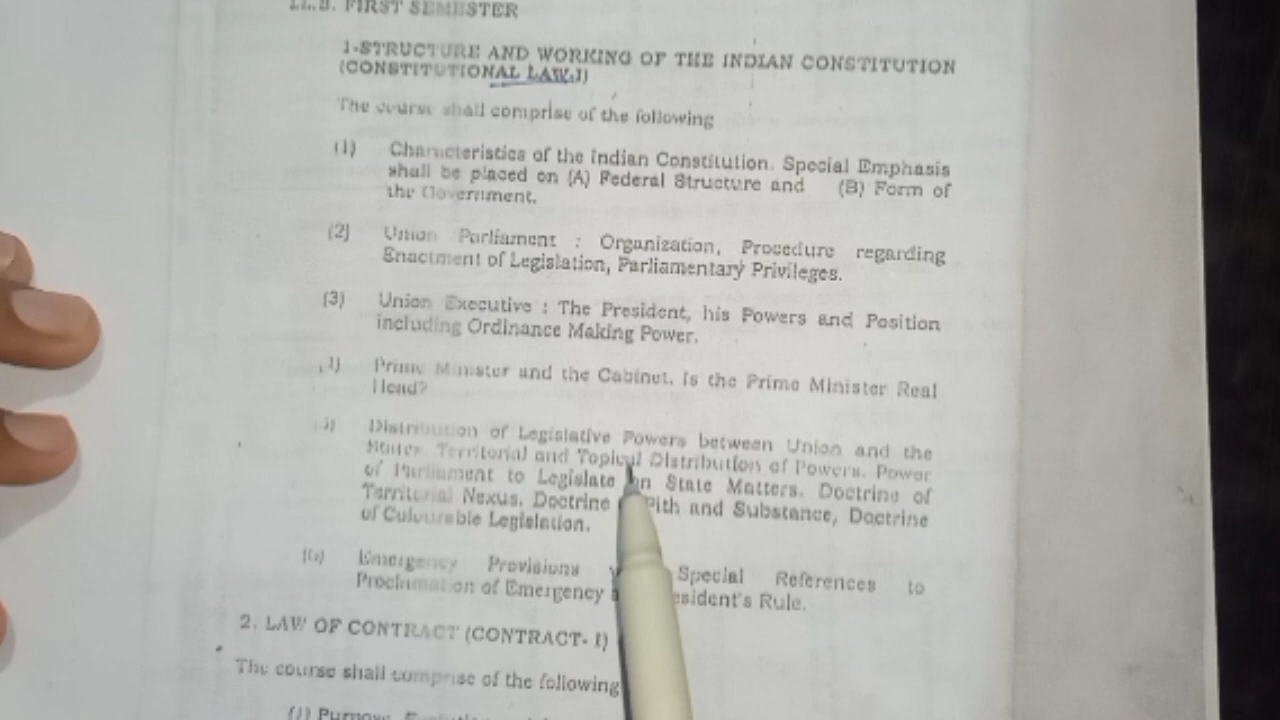 LL.B. FIRST SEMESTER
1-STRUCTURE AND WORKING OF THE INDIAN CONSTITUTION
(CONSTITUTIONAL LAW-I)
The course shall comprise of the following
(1) Characteristics of the Indian Constitution. Special Emphasis
shall be placed on (A) Federal Structure and (B) Form of
the Government.
(2) Union Parliament : Organization, Procedure regarding
Enactment of Legislation, Parliamentary Privileges.
(3) Union Executive : The President, his Powers and Position
including Ordinance Making Power.
Prime Minister and the Cabinet. Is the Prime Minister Real
Head?
Distribution of Legislative Powers between Union and the
States. Territorial and Topical Distribution of Powers. Power
of Parliament to Legislate on State Matters. Doctrine of
Territorial Nexus. Doctrine Pith and Substance, Doctrine
of Colourable Legislation.
(6) Emergency Provisions Special References to
Proclamation of Emergency President's Rule.
2. LAW OF CONTRACT (CONTRACT- I)
The course shall comprise of the following
(1) Purpose,